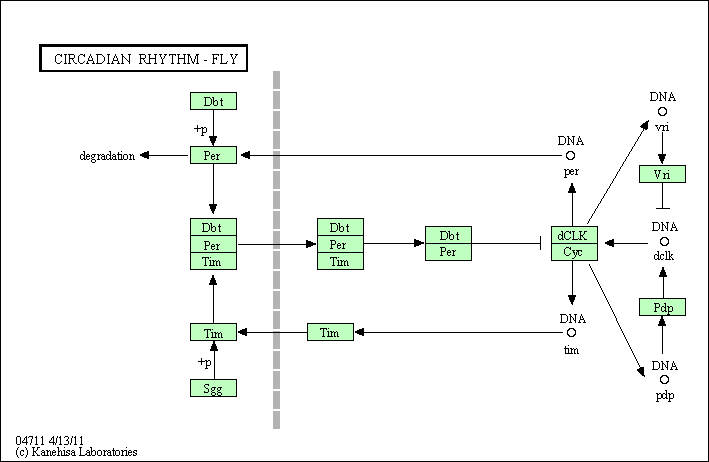 CIRCADIAN RHYTHM - FLY
Dbt
+p
degradation
Per
DNA
per
DNA
vri
Vri
Dbt
Per
Tim
Dbt
Per
Tim
Dbt
Per
dCLK
Cyc
DNA
dclk
Tim
Tim
DNA
tim
Pdp
+p
Sgg
DNA
pdp
04711 4/13/11
(c) Kanehisa Laboratories